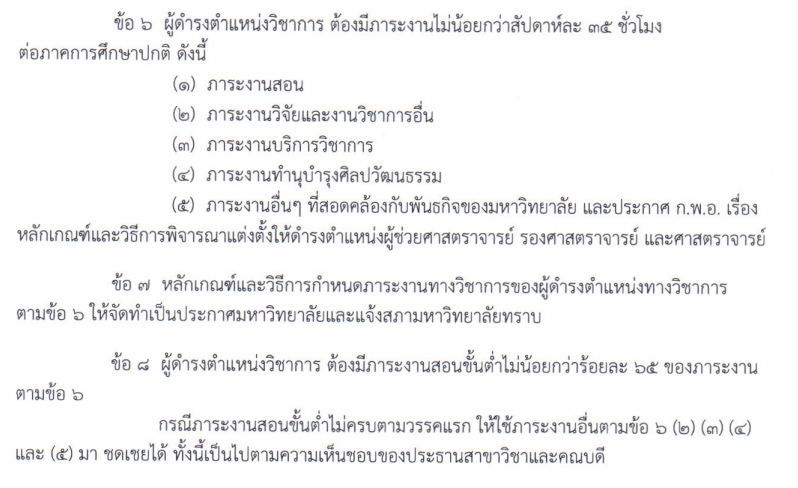 ข้อ ๖ ผู้ดำรงตำแหน่งวิชาการ ต้องมีภาระงานไม่น้อยกว่าสัปดาห์ละ ๓๕ ชั่วโมง
ต่อภาคการศึกษาปกติ ดังนี้
(๑) ภาระงานสอน
(๒) ภาระงานวิจัยและงานวิชาการอื่น
(๓) ภาระงานบริการวิชาการ
(๔) ภาระงานทำนุบำรุงศิลปวัฒนธรรม
(๕) ภาระงานอื่นๆ ที่สอดคล้องกับพันธกิจของมหาวิทยาลัย และประกาศ ก.พ.อ. เรื่อง
หลักเกณฑ์และวิธีการพิจารณาแต่งตั้งให้ดำรงตำแหน่งผู้ช่วยศาสตราจารย์ รองศาสตราจารย์ และศาสตราจารย์
ข้อ ๗ หลักเกณฑ์และวิธีการกำหนดภาระงานทางวิชาการของผู้ดำรงตำแหน่งทางวิชาการ
ตามข้อ ๖ ให้จัดทำเป็นประกาศมหาวิทยาลัยและแจ้งสภามหาวิทยาลัยทราบ
ข้อ ๘ ผู้ดำรงตำแหน่งวิชาการ ต้องมีภาระงานสอนขั้นต่ำไม่น้อยกว่าร้อยละ ๖๕ ของภาระงาน
ตามข้อ ๖
กรณีภาระงานสอนขั้นต่ำไม่ครบตามวรรคแรก ให้ใช้ภาระงานอื่นตามข้อ ๖ (๒) (๓) (๔)
และ (๕) มา ชดเชยได้ ทั้งนี้เป็นไปตามความเห็นชอบของประธานสาขาวิชาและคณบดี